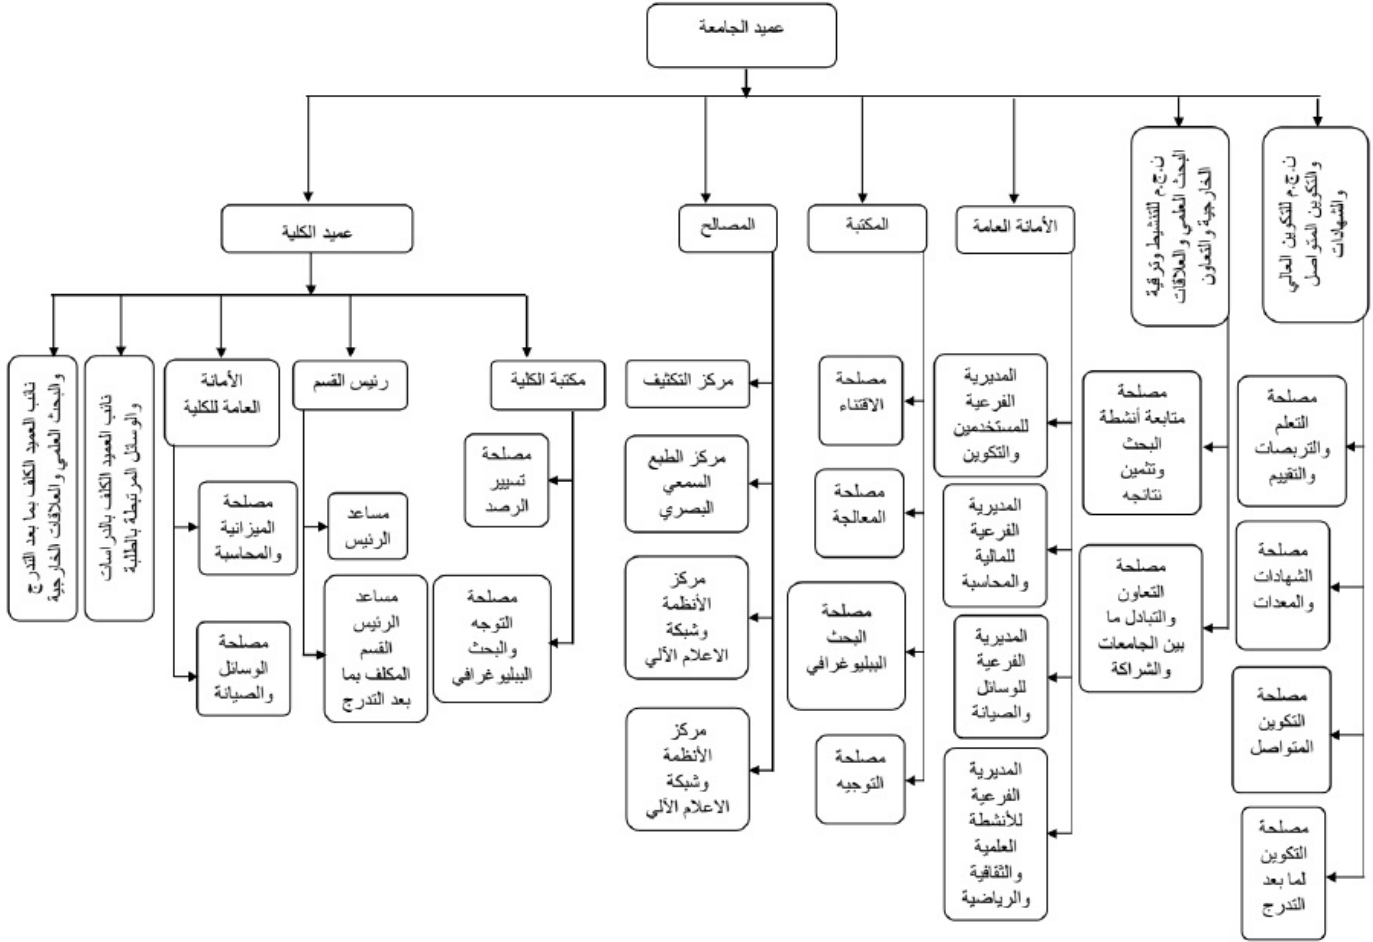 عميد الجامعة
ن.ج.م للتكوين العالي
والتكوين المتواصل
والشهادات
ن.ج.م للتنشيط وترقية
البحث العلمي والعلاقات
الخارجية والتعاون
الأمانة العامة
المكتبة
المصالح
عميد الكلية
مصلحة
التعلم
والتربصات
والتقييم
مصلحة
الشهادات
والمعدات
مصلحة
التكوين
المتواصل
مصلحة
التكوين
لما بعد
التدرج
مصلحة
متابعة أنشطة
البحث
وتثمين
نتائجه
مصلحة
التعاون
والتبادل ما
بين الجامعات
والشراكة
المديرية
الفرعية
للمستخدمين
والتكوين
المديرية
الفرعية
للمالية
والمحاسبة
المديرية
الفرعية
للوسائل
والصيانة
المديرية
الفرعية
للأنشطة
العلمية
والثقافية
والرياضية
مصلحة
الاقتناء
مصلحة
المعالجة
مصلحة
البحث
الببليوغرافي
مصلحة
التوجيه
مركز التكثيف
مركز الطبع
السمعي
البصري
مركز
الأنظمة
وشبكة
الاعلام الآلي
مركز
الأنظمة
وشبكة
الاعلام الآلي
مكتبة الكلية
مصلحة
تسيير
الرصد
مصلحة
التوجه
والبحث
الببليوغرافي
رئيس القسم
مساعد
الرئيس
مساعد
الرئيس
القسم
المكلف بما
بعد التدرج
الأمانة
العامة للكلية
مصلحة
الميزانية
والمحاسبة
مصلحة
الوسائل
والصيانة
نائب العميد الكلف بالدراسات
والوسائل المرتبطة بالطلبة
نائب العميد الكلف بما بعد التدرج
والبحث العلمي والعلاقات الخارجية